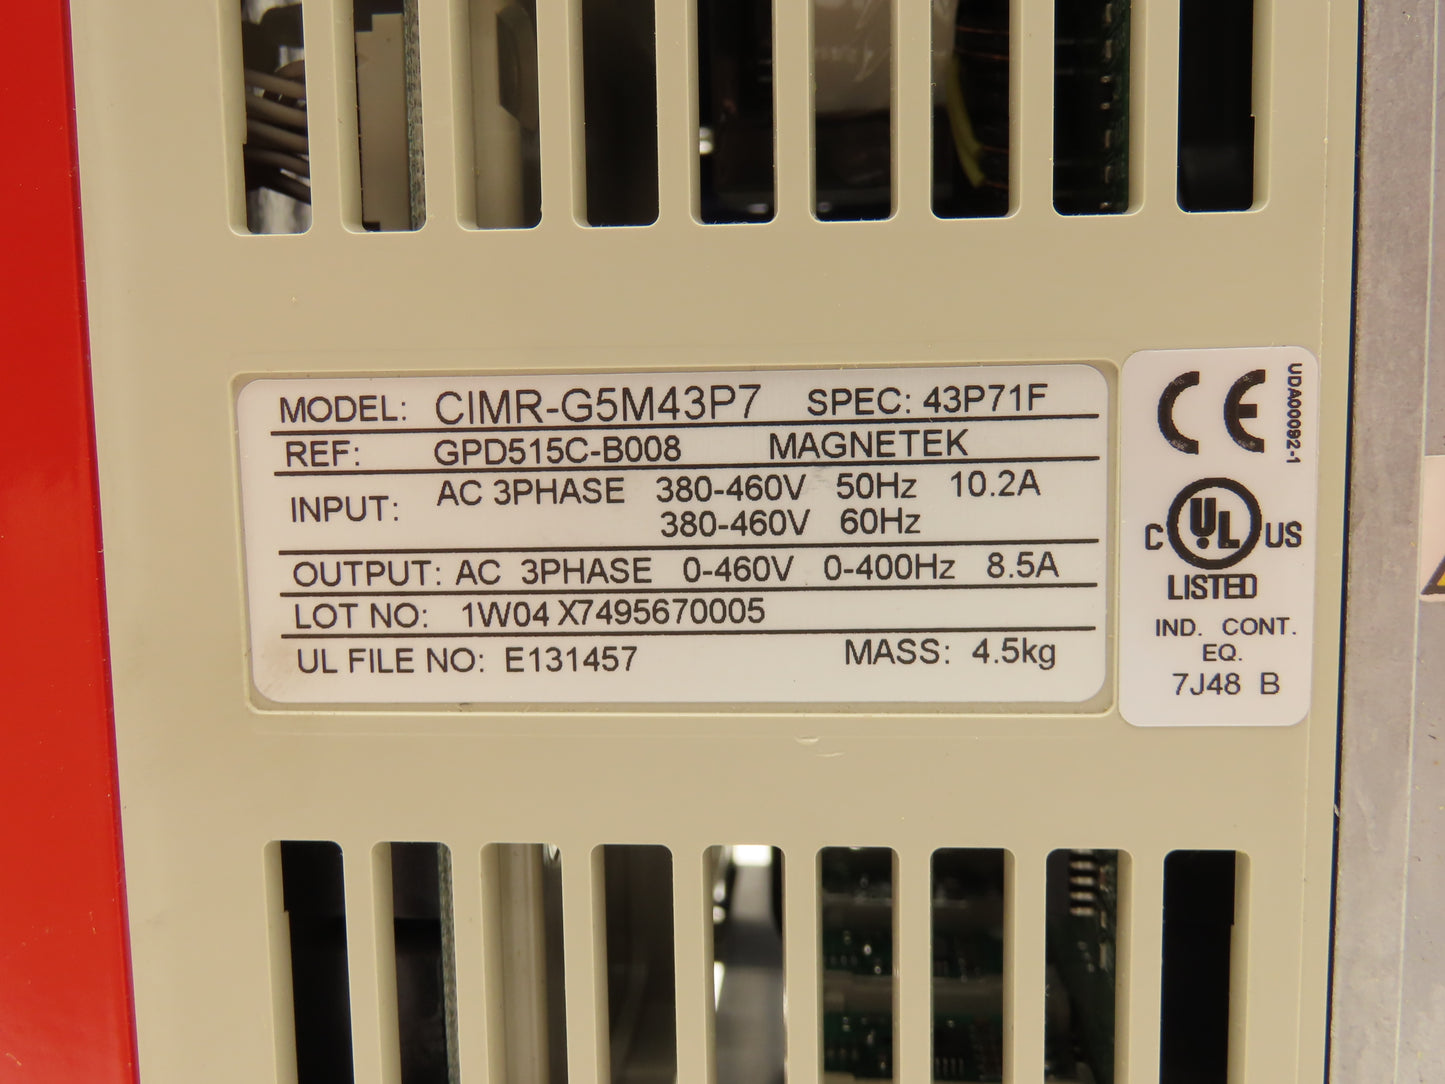 MODEL: CIMR-G5M43P7 SPEC: 43P71F
REF: GPD515C-B008 MAGNETEK
INPUT: AC 3PHASE 380-460V 50Hz 10.2A
380-460V 60Hz
OUTPUT: AC 3PHASE 0-460V 0-400Hz 8.5A
LOT NO: 1W04 X7495670005
UL FILE NO: E131457 MASS: 4.5kg
CE
UDA00092-1
C UL US
LISTED
IND. CONT.
EQ.
7J48 B